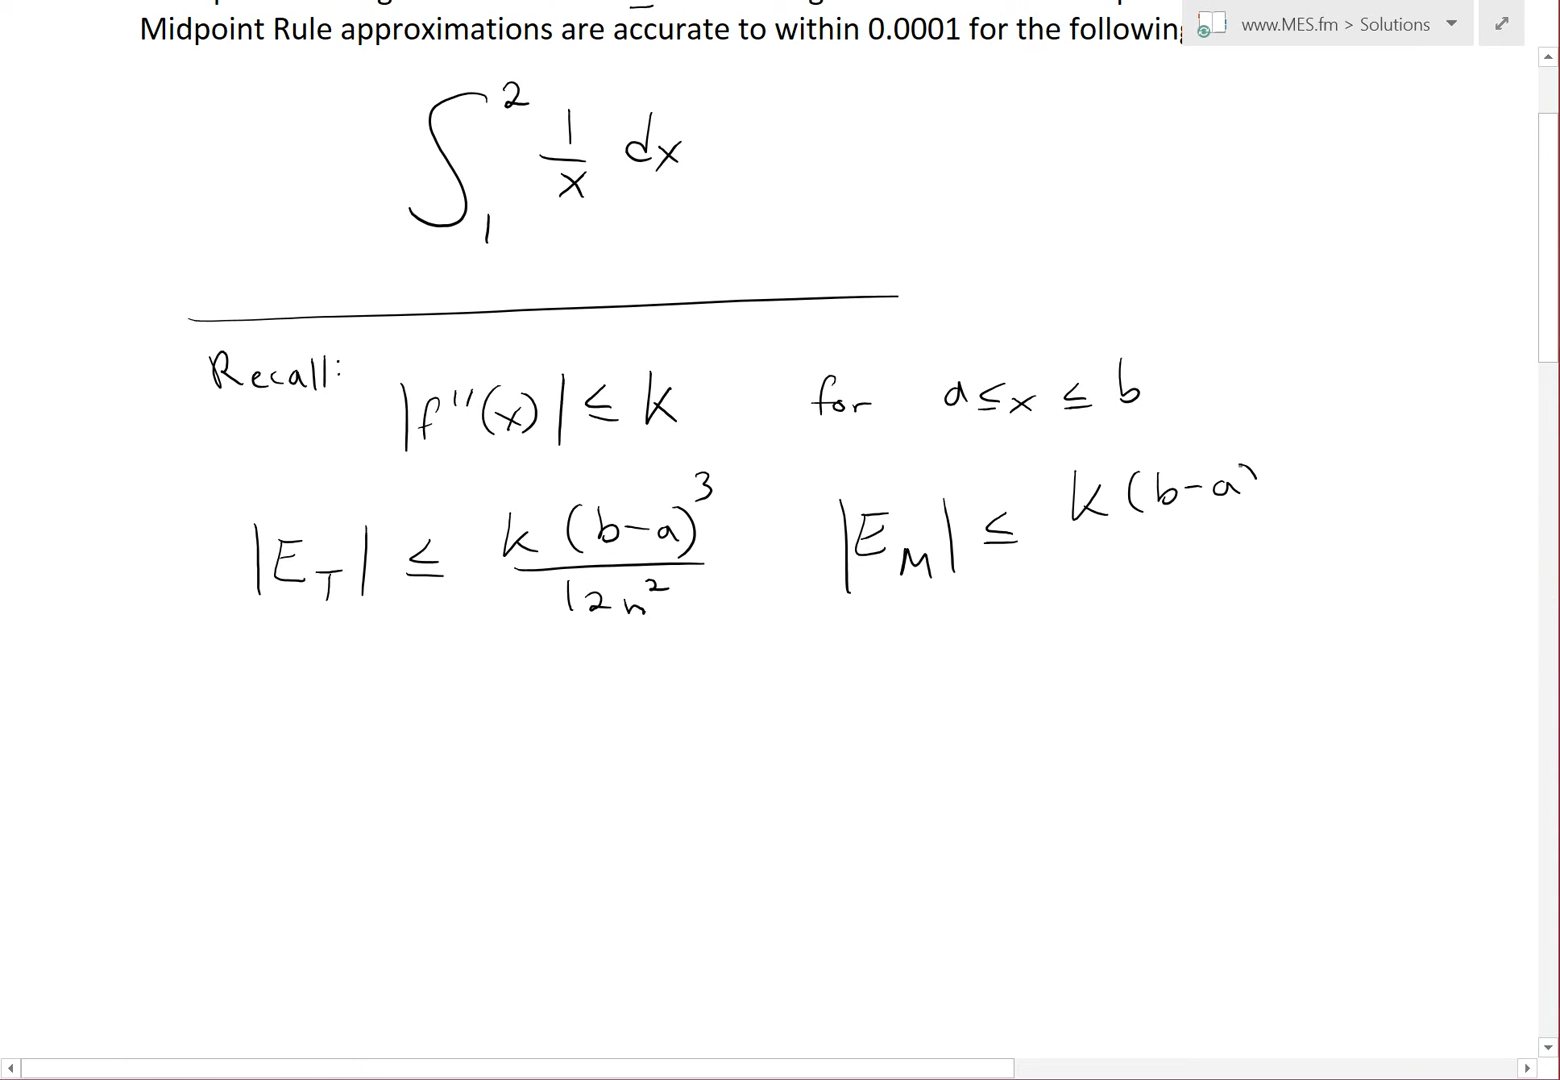 Midpoint Rule approximations are accurate to within 0.0001 for the following
www.MES.fm > Solutions
∫₁² 1/x dx
Recall:
|f''(x)| ≤ k for a ≤ x ≤ b
|E_T| ≤ k (b-a)³ / 12n² |E_M| ≤ k (b-a)